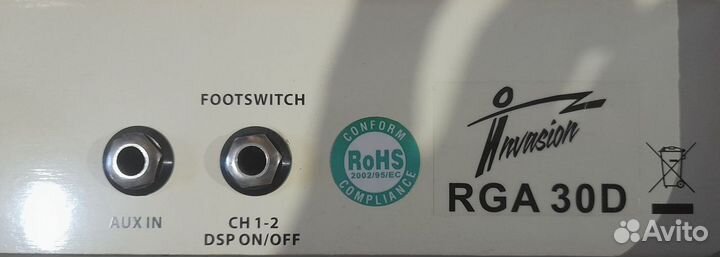 FOOTSWITCH
AUX IN
CH 1-2
DSP ON/OFF
CONFORM
RoHS
2002/95/EC
COMPLIANCE
Invasion
RGA 30D
Avito